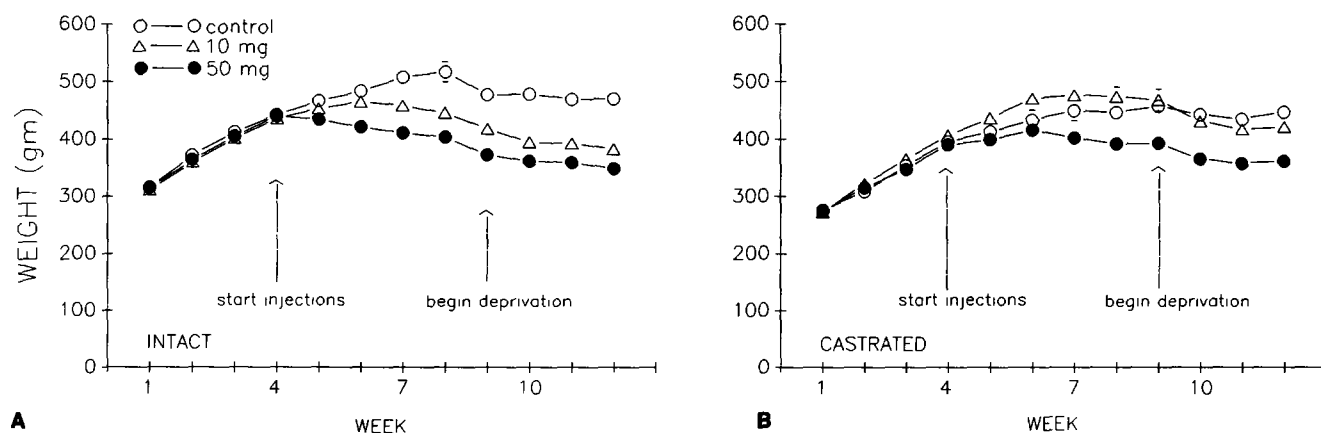 600
500
400
300
200
100
0
WEIGHT (gm)
control
10 mg
50 mg
start injections
begin deprivation
INTACT
1 4 7 10
A WEEK
600
500
400
300
200
100
0
start injections
begin deprivation
CASTRATED
1 4 7 10
B WEEK